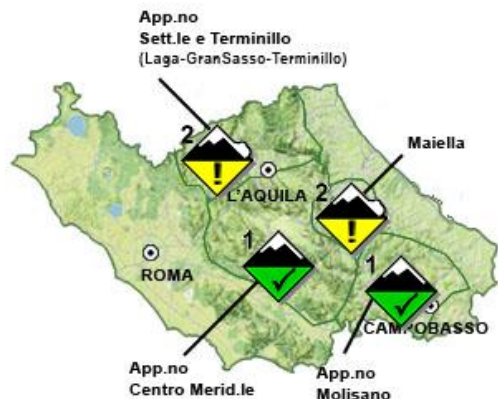 App.no
Sett.le e Terminillo
(Laga-GranSasso-Terminillo)
2
!
L'AQUILA
Maiella
2
!
ROMA
1
1
CAMPOBASSO
App.no
Centro Merid.le
App.no
Molisano